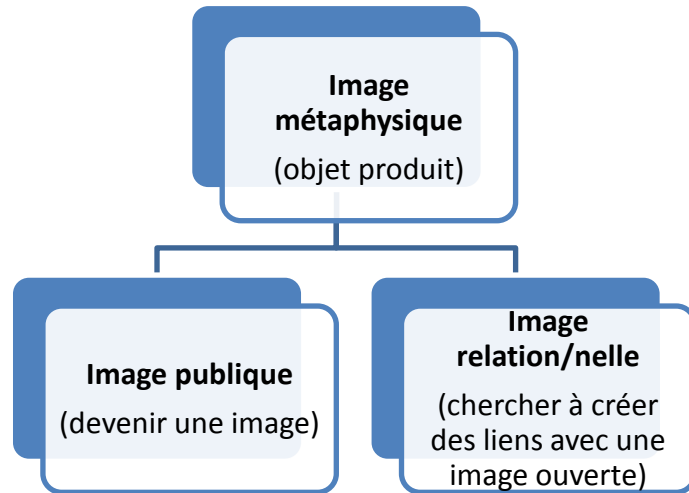 Image
métaphysique
(objet produit)
Image publique
(devenir une image)
Image
relation/nelle
(chercher à créer
des liens avec une
image ouverte)